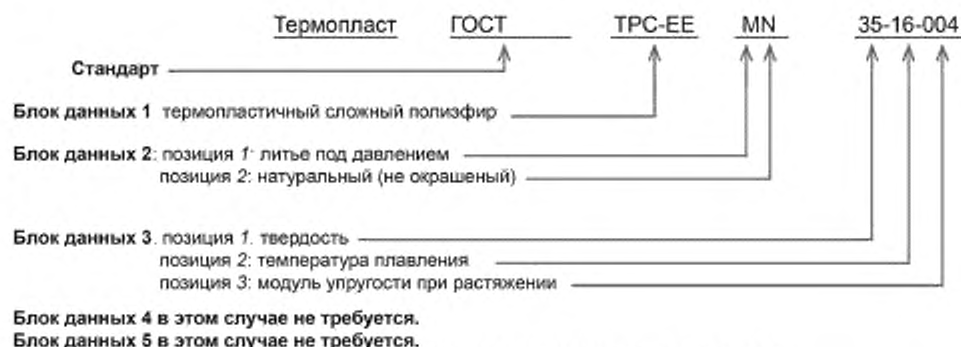 Термопласт ГОСТ ТРС-ЕЕ MN 35-16-004
Стандарт
Блок данных 1 термопластичный сложный полиэфир
Блок данных 2: позиция 1: литье под давлением
позиция 2: натуральный (не окрашеный)
Блок данных 3. позиция 1. твердость
позиция 2: температура плавления
позиция 3: модуль упругости при растяжении
Блок данных 4 в этом случае не требуется.
Блок данных 5 в этом случае не требуется.